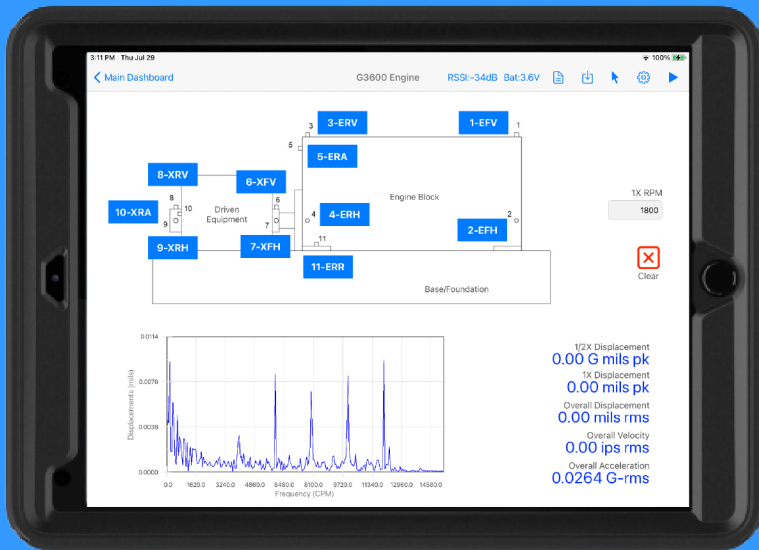 3:11 PM Thu Jul 29
100%
Main Dashboard
G3600 Engine
RSSI:-34dB Bat:3.6V
3
3-ERV
1-EFV
1
5
5-ERA
8-XRV
6-XFV
Engine Block
1X RPM
1800
8
10
6
10-XRA
Driven
Equipment
4
4-ERH
2
9
7
2-EFH
9-XRH
7-XFH
11
11-ERR
Clear
Base/Foundation
0.0114
0.0076
0.0038
0.0000
Displacements (mils)
0.0 1620.0 3240.0 4860.0 6480.0 8100.0 9720.0 11340.0 12960.0 14580.0
Frequency (CPM)
1/2X Displacement
0.00 G mils pk
1X Displacement
0.00 mils pk
Overall Displacement
0.00 mils rms
Overall Velocity
0.00 ips rms
Overall Acceleration
0.0264 G-rms